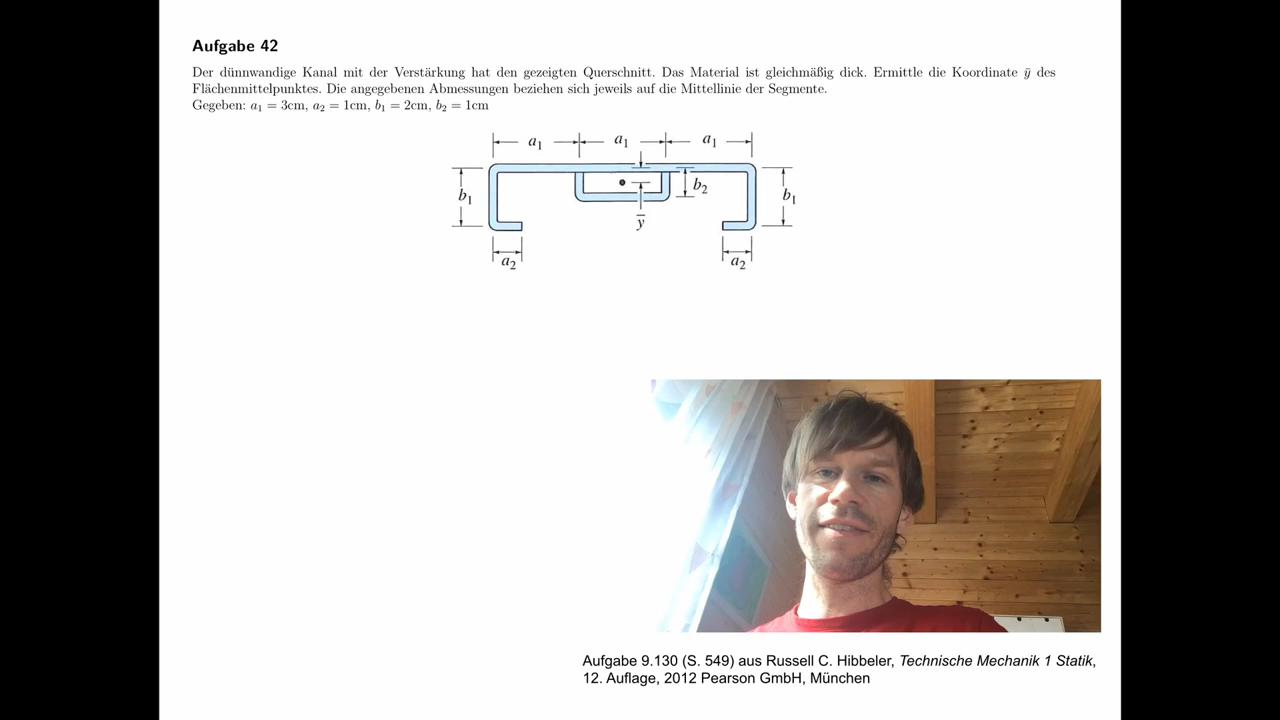 Aufgabe 42
Der dünnwandige Kanal mit der Verstärkung hat den gezeigten Querschnitt. Das Material ist gleichmäßig dick. Ermittle die Koordinate ȳ des
Flächenmittelpunktes. Die angegebenen Abmessungen beziehen sich jeweils auf die Mittellinie der Segmente.
Gegeben: a₁ = 3cm, a₂ = 1cm, b₁ = 2cm, b₂ = 1cm
a₁ a₁ a₁
b₁ b₂ b₁
ȳ
a₂ a₂
Aufgabe 9.130 (S. 549) aus Russell C. Hibbeler, Technische Mechanik 1 Statik,
12. Auflage, 2012 Pearson GmbH, München